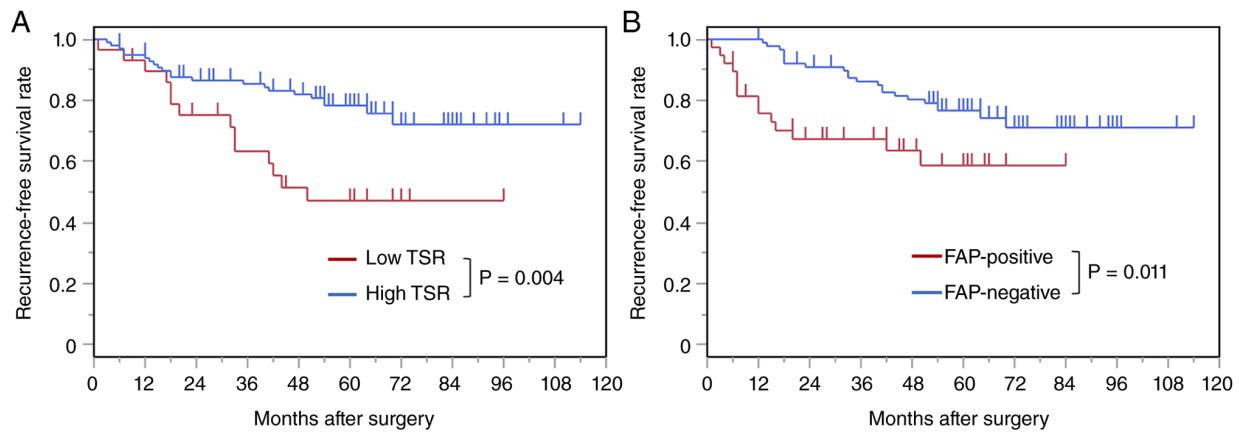 A
Recurrence-free survival rate
1.0
0.8
0.6
0.4
0.2
0
Low TSR
High TSR
P = 0.004
0 12 24 36 48 60 72 84 96 108 120
Months after surgery
B
Recurrence-free survival rate
1.0
0.8
0.6
0.4
0.2
0
FAP-positive
FAP-negative
P = 0.011
0 12 24 36 48 60 72 84 96 108 120
Months after surgery